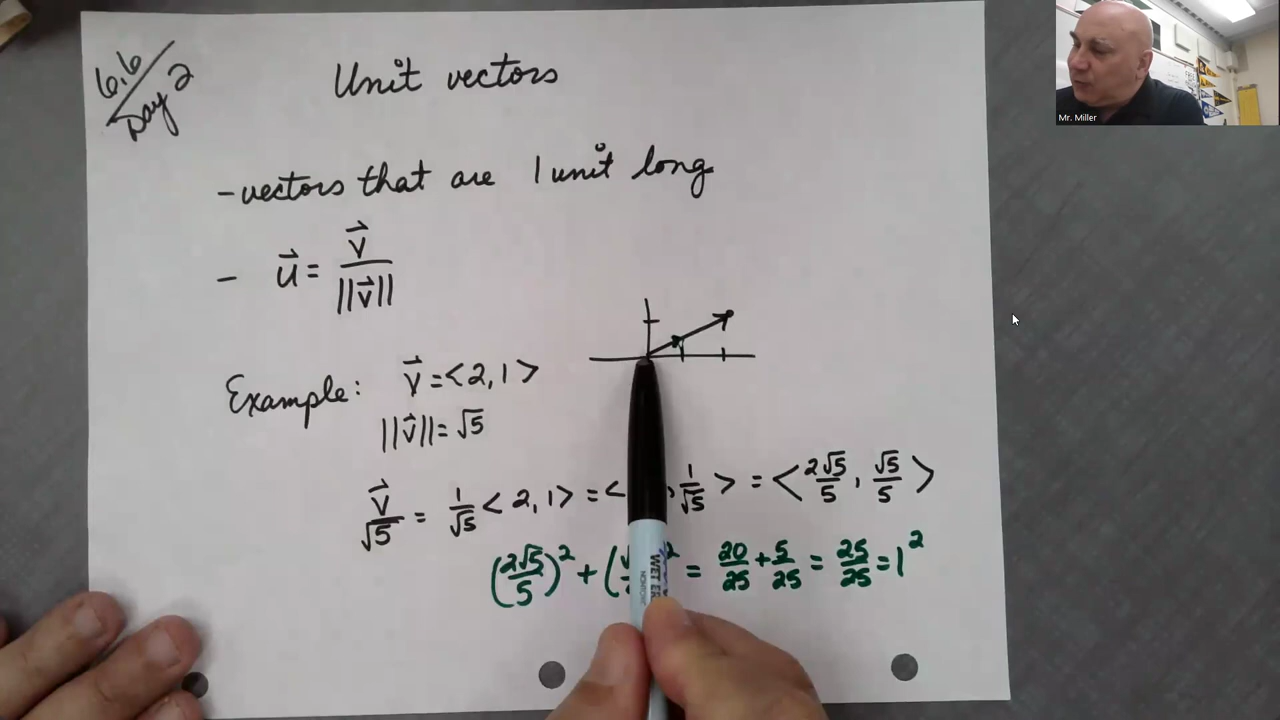 6.6 / Day 2
Unit vectors
- vectors that are 1 unit long
- u⃗ = v⃗ / ||v⃗||
Example: v⃗ = <2, 1>
||v⃗|| = √5
v⃗/√5 = 1/√5 <2, 1> = < , 1/√5 > = < 2√5/5 , √5/5 >
(2√5/5)² + ( )² = 20/25 + 5/25 = 25/25 = 1²
WET ER
Mr. Miller